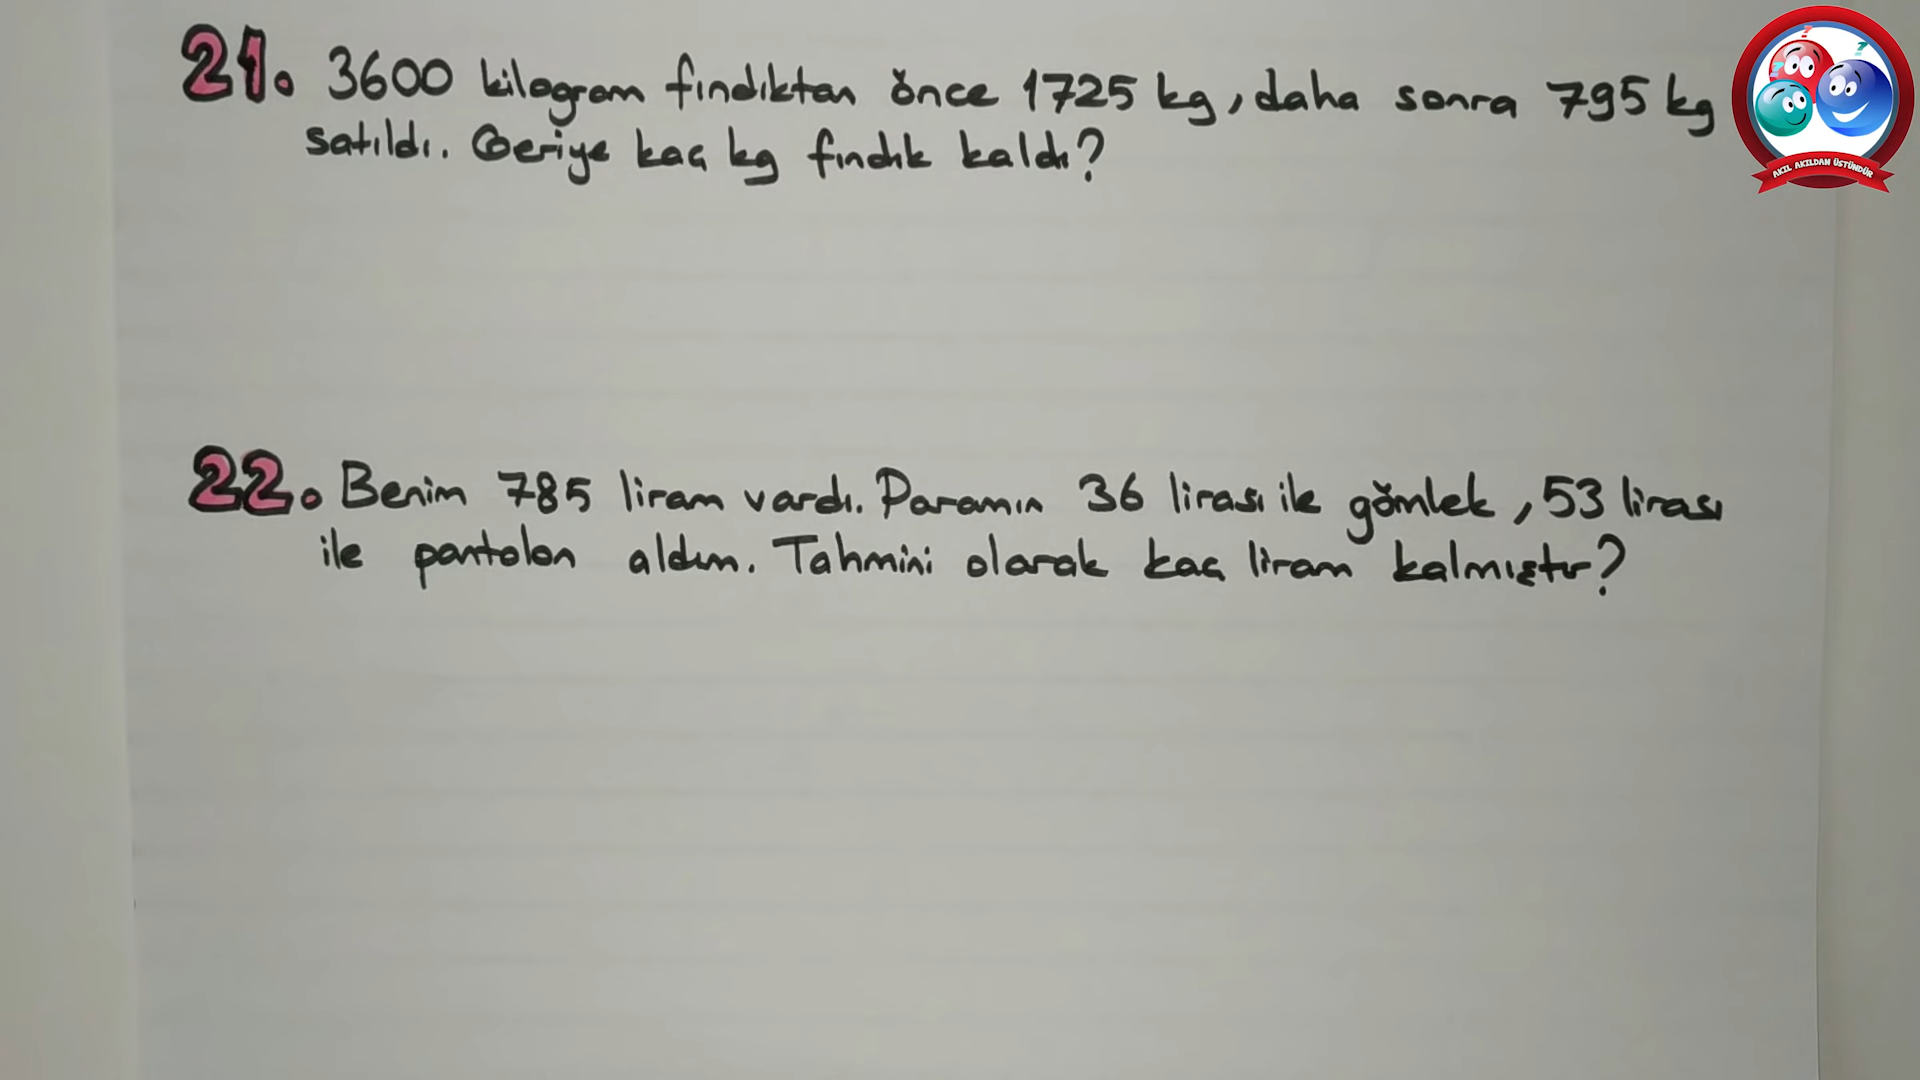 21. 3600 kilogram fındıktan önce 1725 kg, daha sonra 795 kg
satıldı. Geriye kaç kg fındık kaldı?
22. Benim 785 liram vardı. Paramın 36 lirası ile gömlek, 53 lirası
ile pantolon aldım. Tahmini olarak kaç liram kalmıştır?
AKIL AKILDAN ÜSTÜNDÜR